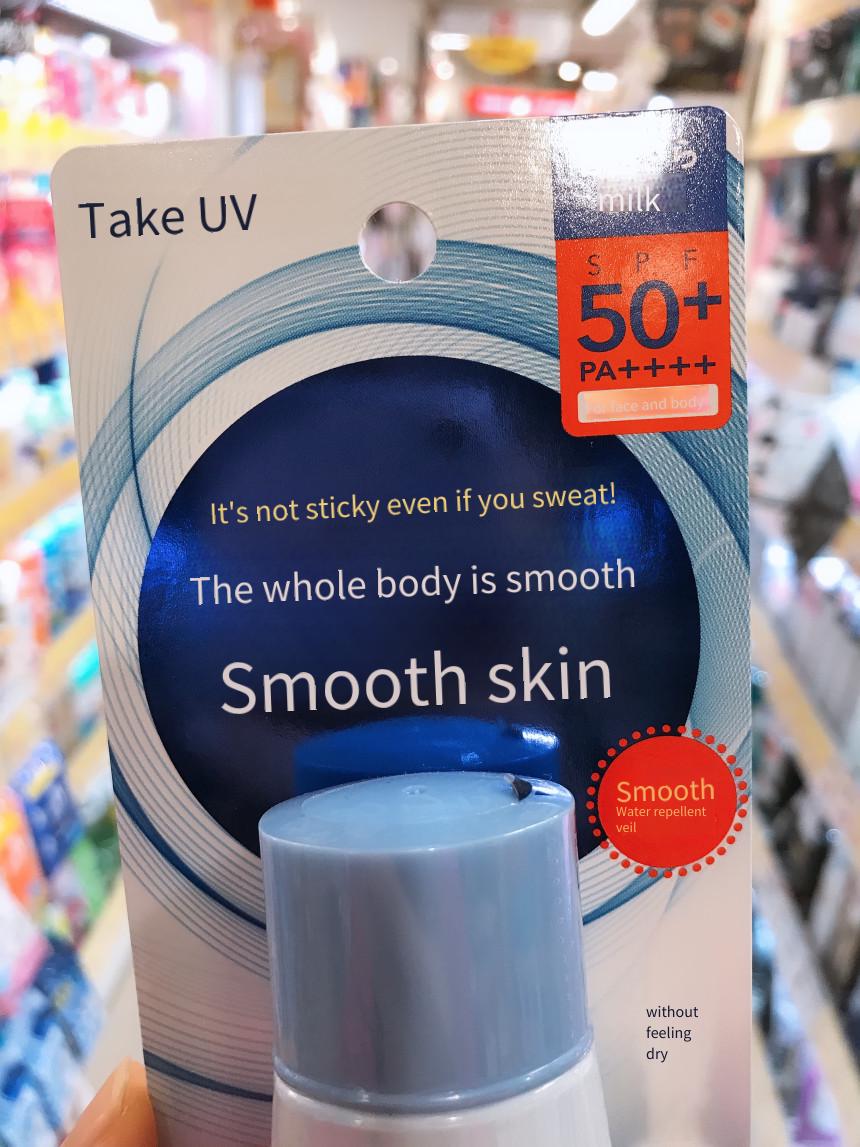 Take UV
milk
SPF
50+
PA++++
For face and body
It's not sticky even if you sweat!
The whole body is smooth
Smooth skin
Smooth
Water repellent
veil
without
feeling
dry